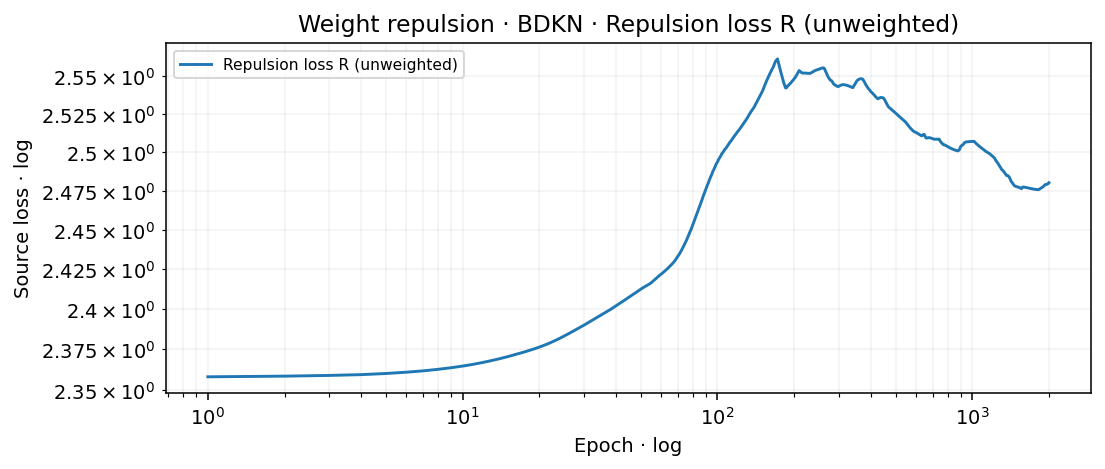 Weight repulsion · BDKN · Repulsion loss R (unweighted)
Repulsion loss R (unweighted)
Source loss · log
2.55 × 10⁰
2.525 × 10⁰
2.5 × 10⁰
2.475 × 10⁰
2.45 × 10⁰
2.425 × 10⁰
2.4 × 10⁰
2.375 × 10⁰
2.35 × 10⁰
10⁰ 10¹ 10² 10³
Epoch · log